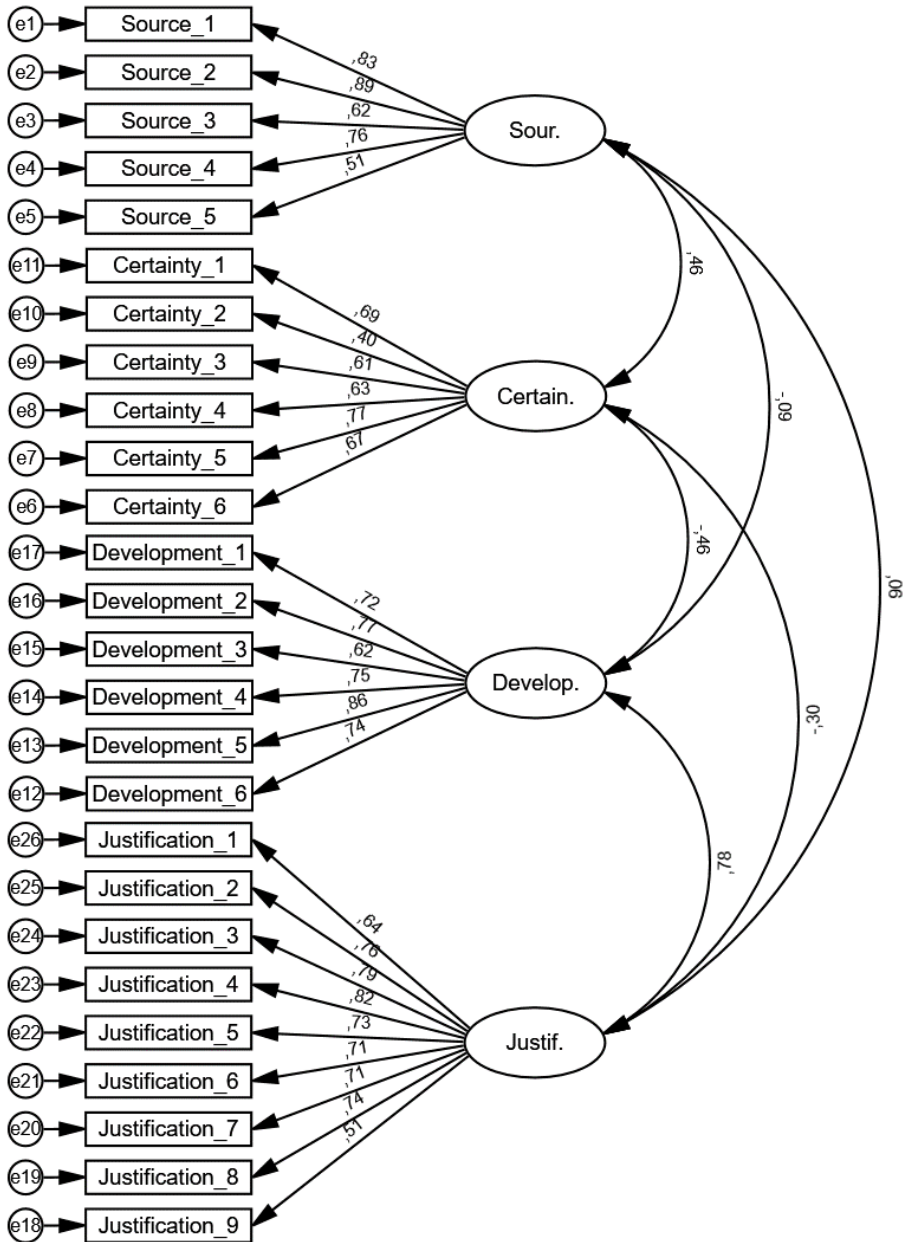 e1 Source_1
,83
e2 Source_2
,89
e3 Source_3
,62
Sour.
e4 Source_4
,76
e5 Source_5
,51
e11 Certainty_1
,46
e10 Certainty_2
,69
,40
e9 Certainty_3
,61
Certain.
e8 Certainty_4
,63
-,09
e7 Certainty_5
,77
,67
e6 Certainty_6
e17 Development_1
-,46
e16 Development_2
,72
,06
,77
e15 Development_3
,62
Develop.
e14 Development_4
,75
-,30
,86
e13 Development_5
,74
e12 Development_6
e26 Justification_1
,78
e25 Justification_2
,64
e24 Justification_3
,76
,79
e23 Justification_4
,82
e22 Justification_5
,73
Justif.
e21 Justification_6
,71
,71
e20 Justification_7
,74
,51
e19 Justification_8
e18 Justification_9